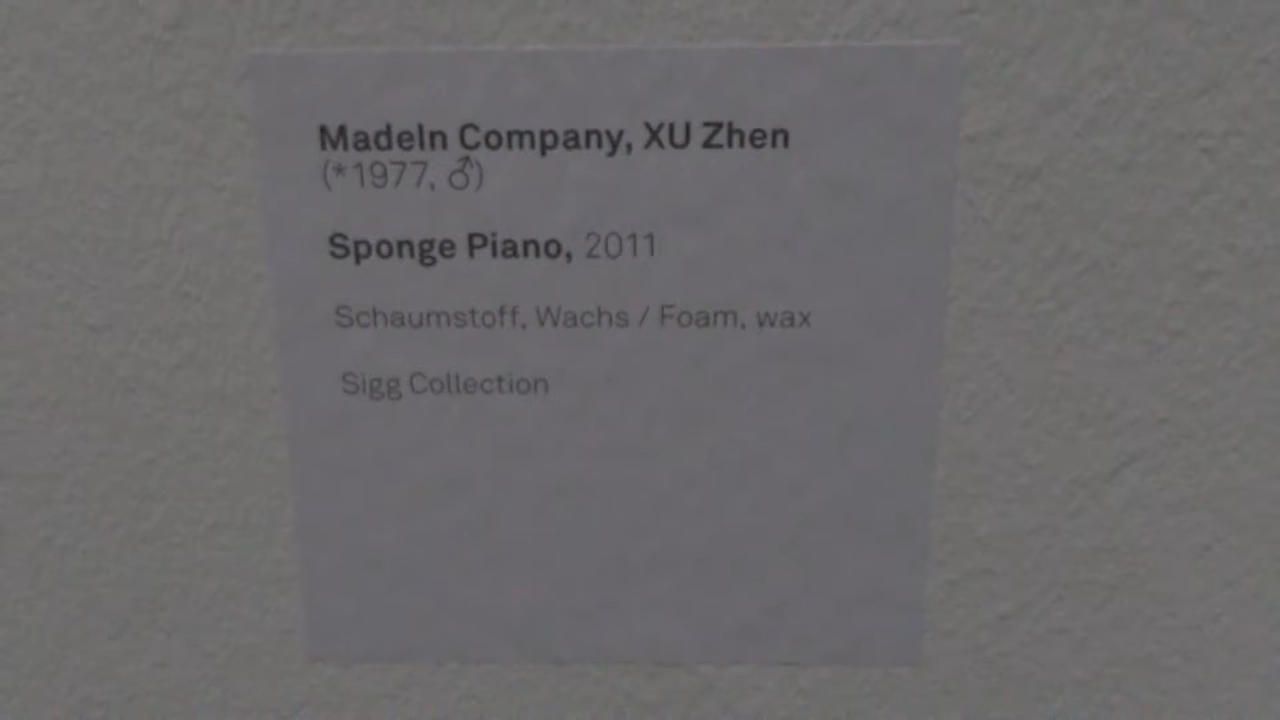 MadeIn Company, XU Zhen
(*1977, ♂)
Sponge Piano, 2011
Schaumstoff, Wachs / Foam, wax
Sigg Collection